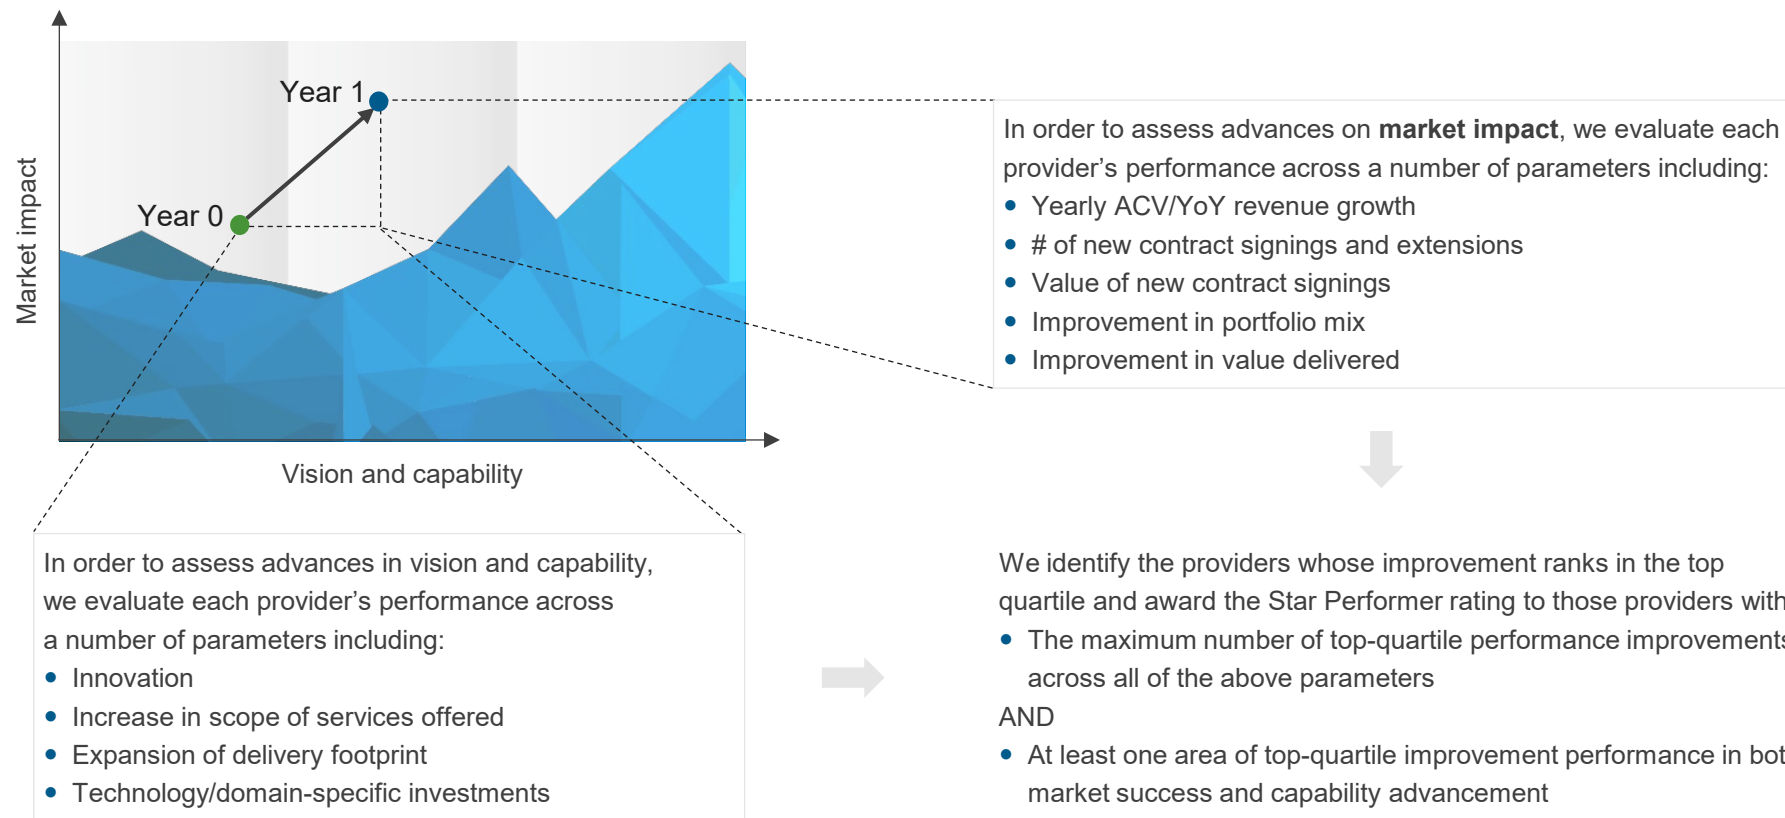 Year 1
Year 0
Market impact
Vision and capability
In order to assess advances on market impact, we evaluate each
provider’s performance across a number of parameters including:
• Yearly ACV/YoY revenue growth
• # of new contract signings and extensions
• Value of new contract signings
• Improvement in portfolio mix
• Improvement in value delivered
In order to assess advances in vision and capability,
we evaluate each provider’s performance across
a number of parameters including:
• Innovation
• Increase in scope of services offered
• Expansion of delivery footprint
• Technology/domain-specific investments
We identify the providers whose improvement ranks in the top
quartile and award the Star Performer rating to those providers with
• The maximum number of top-quartile performance improvements
across all of the above parameters
AND
• At least one area of top-quartile improvement performance in bot
market success and capability advancement